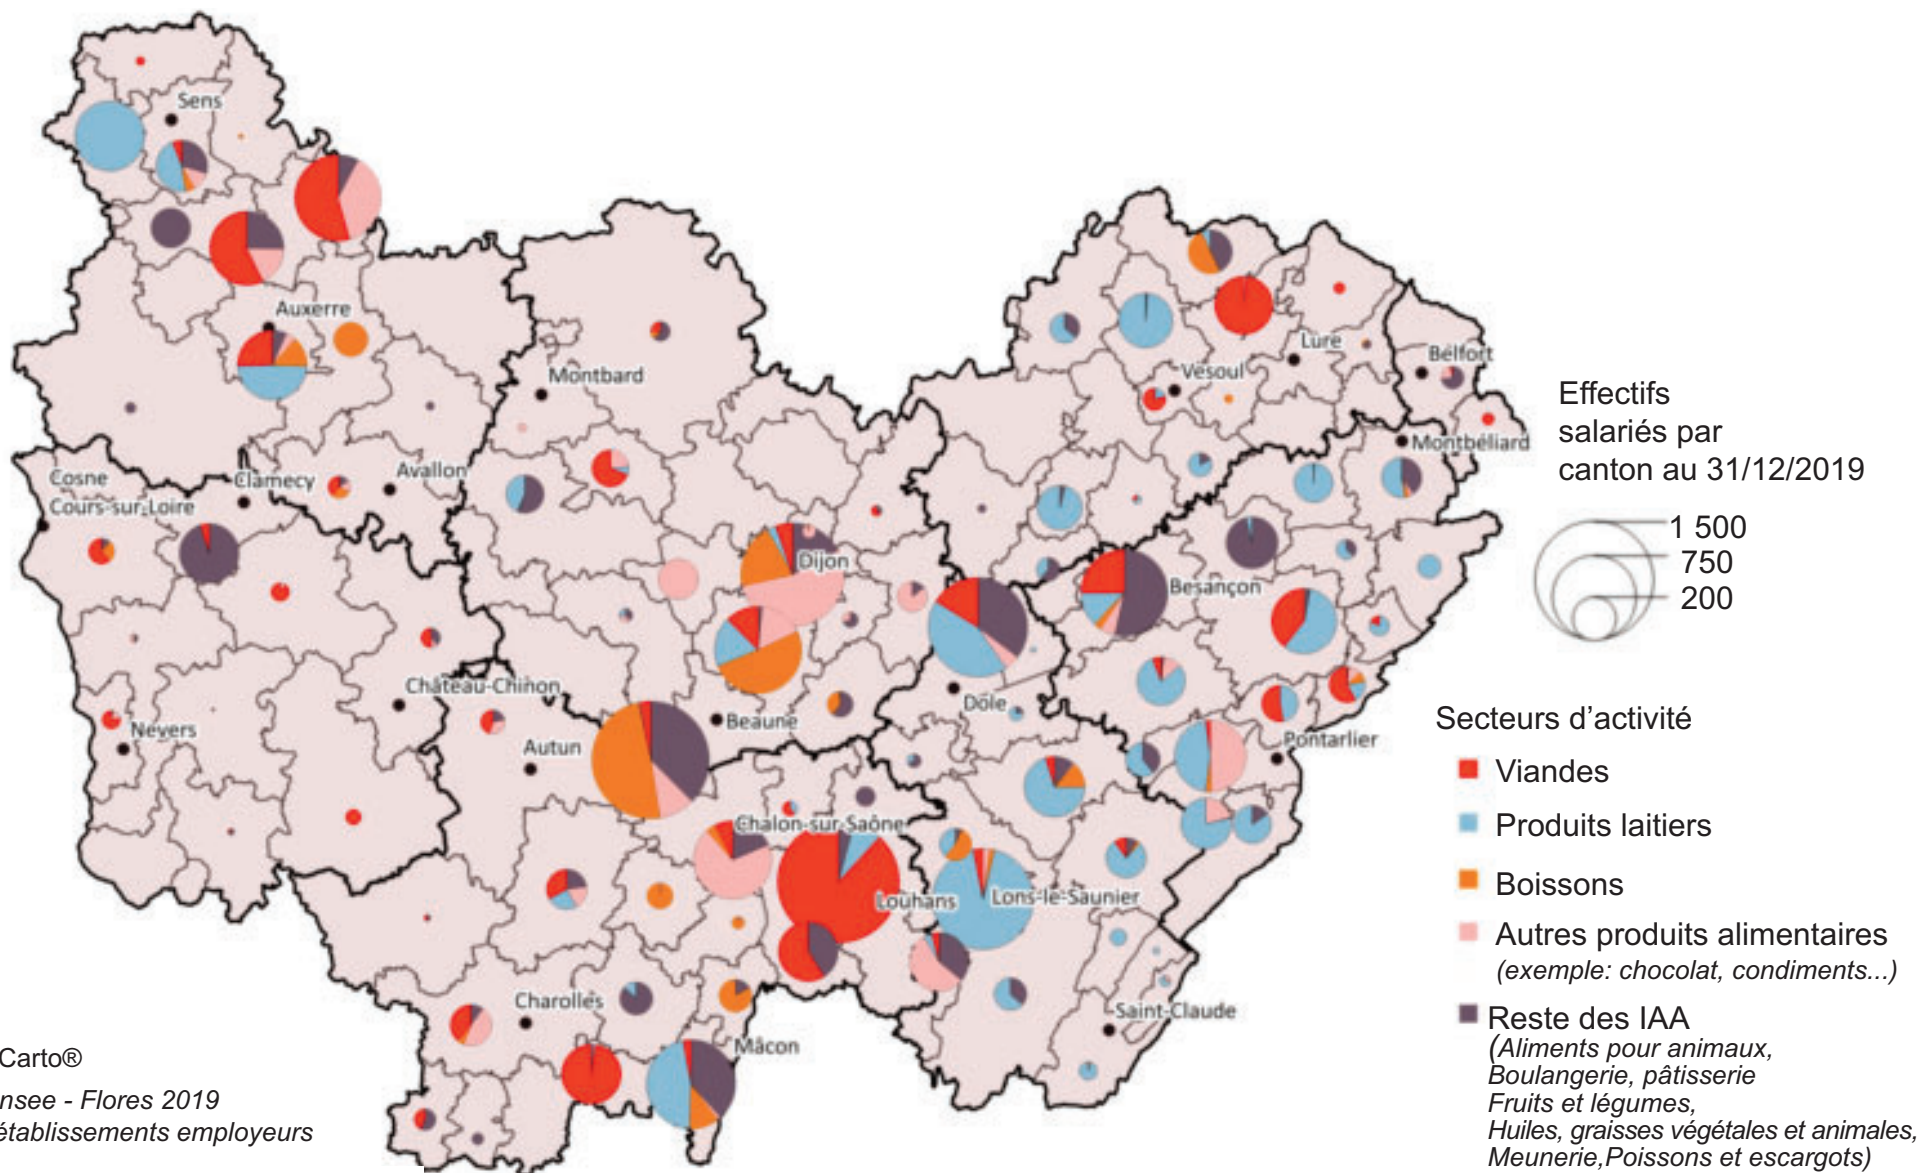 Sens
Auxerre
Montbard
Vesoul
Lure
Belfort
Montbéliard
Cosne
Cours-sur-Loire
Clamecy
Avallon
Dijon
Besançon
Château-Chinon
Nevers
Autun
Beaune
Dole
Pontarlier
Chalon-sur-Saône
Louhans
Lons-le-Saunier
Charolles
Saint-Claude
Mâcon
Effectifs
salariés par
canton au 31/12/2019
1 500
750
200
Secteurs d’activité
Viandes
Produits laitiers
Boissons
Autres produits alimentaires
(exemple: chocolat, condiments...)
Reste des IAA
(Aliments pour animaux,
Boulangerie, pâtisserie
Fruits et légumes,
Huiles, graisses végétales et animales,
Meunerie,Poissons et escargots)
Carto®
nsee - Flores 2019
établissements employeurs